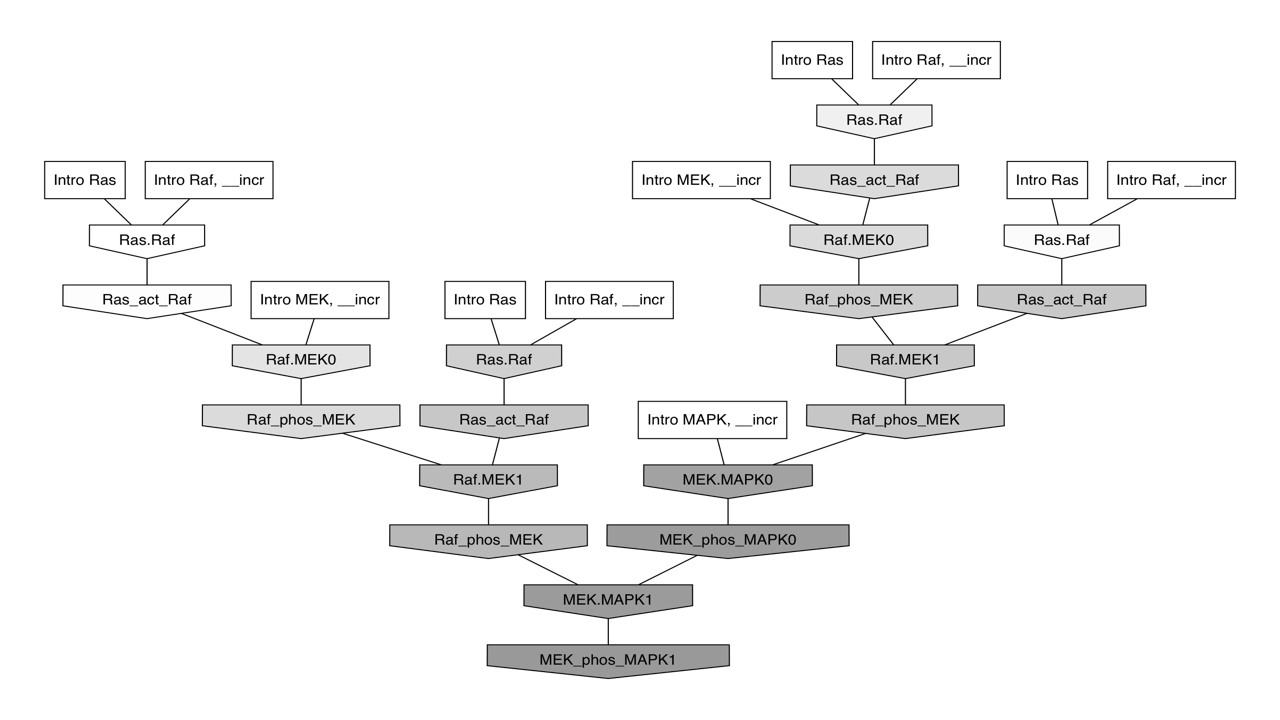 Intro Ras
Intro Raf, __incr
Ras.Raf
Intro Ras
Intro Raf, __incr
Intro MEK, __incr
Ras_act_Raf
Intro Ras
Intro Raf, __incr
Ras.Raf
Raf.MEK0
Ras.Raf
Ras_act_Raf
Intro MEK, __incr
Intro Ras
Intro Raf, __incr
Raf_phos_MEK
Ras_act_Raf
Raf.MEK0
Ras.Raf
Raf.MEK1
Raf_phos_MEK
Ras_act_Raf
Intro MAPK, __incr
Raf_phos_MEK
Raf.MEK1
MEK.MAPK0
Raf_phos_MEK
MEK_phos_MAPK0
MEK.MAPK1
MEK_phos_MAPK1